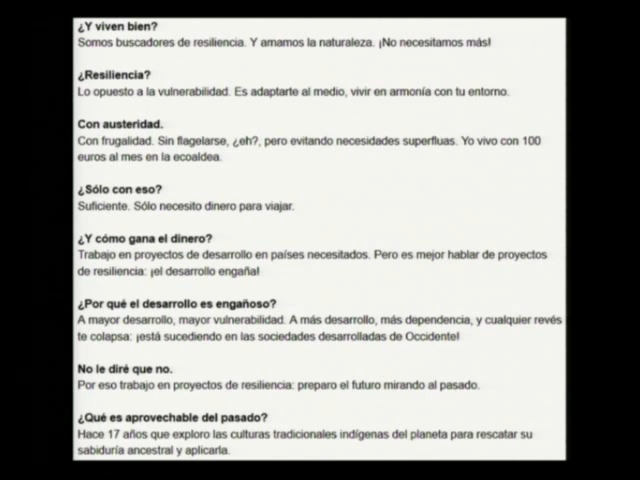 ¿Y viven bien?
Somos buscadores de resiliencia. Y amamos la naturaleza. ¡No necesitamos más!
¿Resiliencia?
Lo opuesto a la vulnerabilidad. Es adaptarte al medio, vivir en armonía con tu entorno.
Con austeridad.
Con frugalidad. Sin flagelarse, ¿eh?, pero evitando necesidades superfluas. Yo vivo con 100
euros al mes en la ecoaldea.
¿Sólo con eso?
Suficiente. Sólo necesito dinero para viajar.
¿Y cómo gana el dinero?
Trabajo en proyectos de desarrollo en países necesitados. Pero es mejor hablar de proyectos
de resiliencia: ¡el desarrollo engaña!
¿Por qué el desarrollo es engañoso?
A mayor desarrollo, mayor vulnerabilidad. A más desarrollo, más dependencia, y cualquier revés
te colapsa: ¡está sucediendo en las sociedades desarrolladas de Occidente!
No le diré que no.
Por eso trabajo en proyectos de resiliencia: preparo el futuro mirando al pasado.
¿Qué es aprovechable del pasado?
Hace 17 años que exploro las culturas tradicionales indígenas del planeta para rescatar su
sabiduría ancestral y aplicarla.